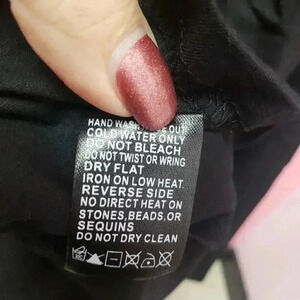 HAND WASH INSIDE OUT
COLD WATER ONLY
DO NOT BLEACH
DO NOT TWIST OR WRING
DRY FLAT
IRON ON LOW HEAT
REVERSE SIDE
NO DIRECT HEAT ON
STONES,BEADS,OR
SEQUINS
DO NOT DRY CLEAN